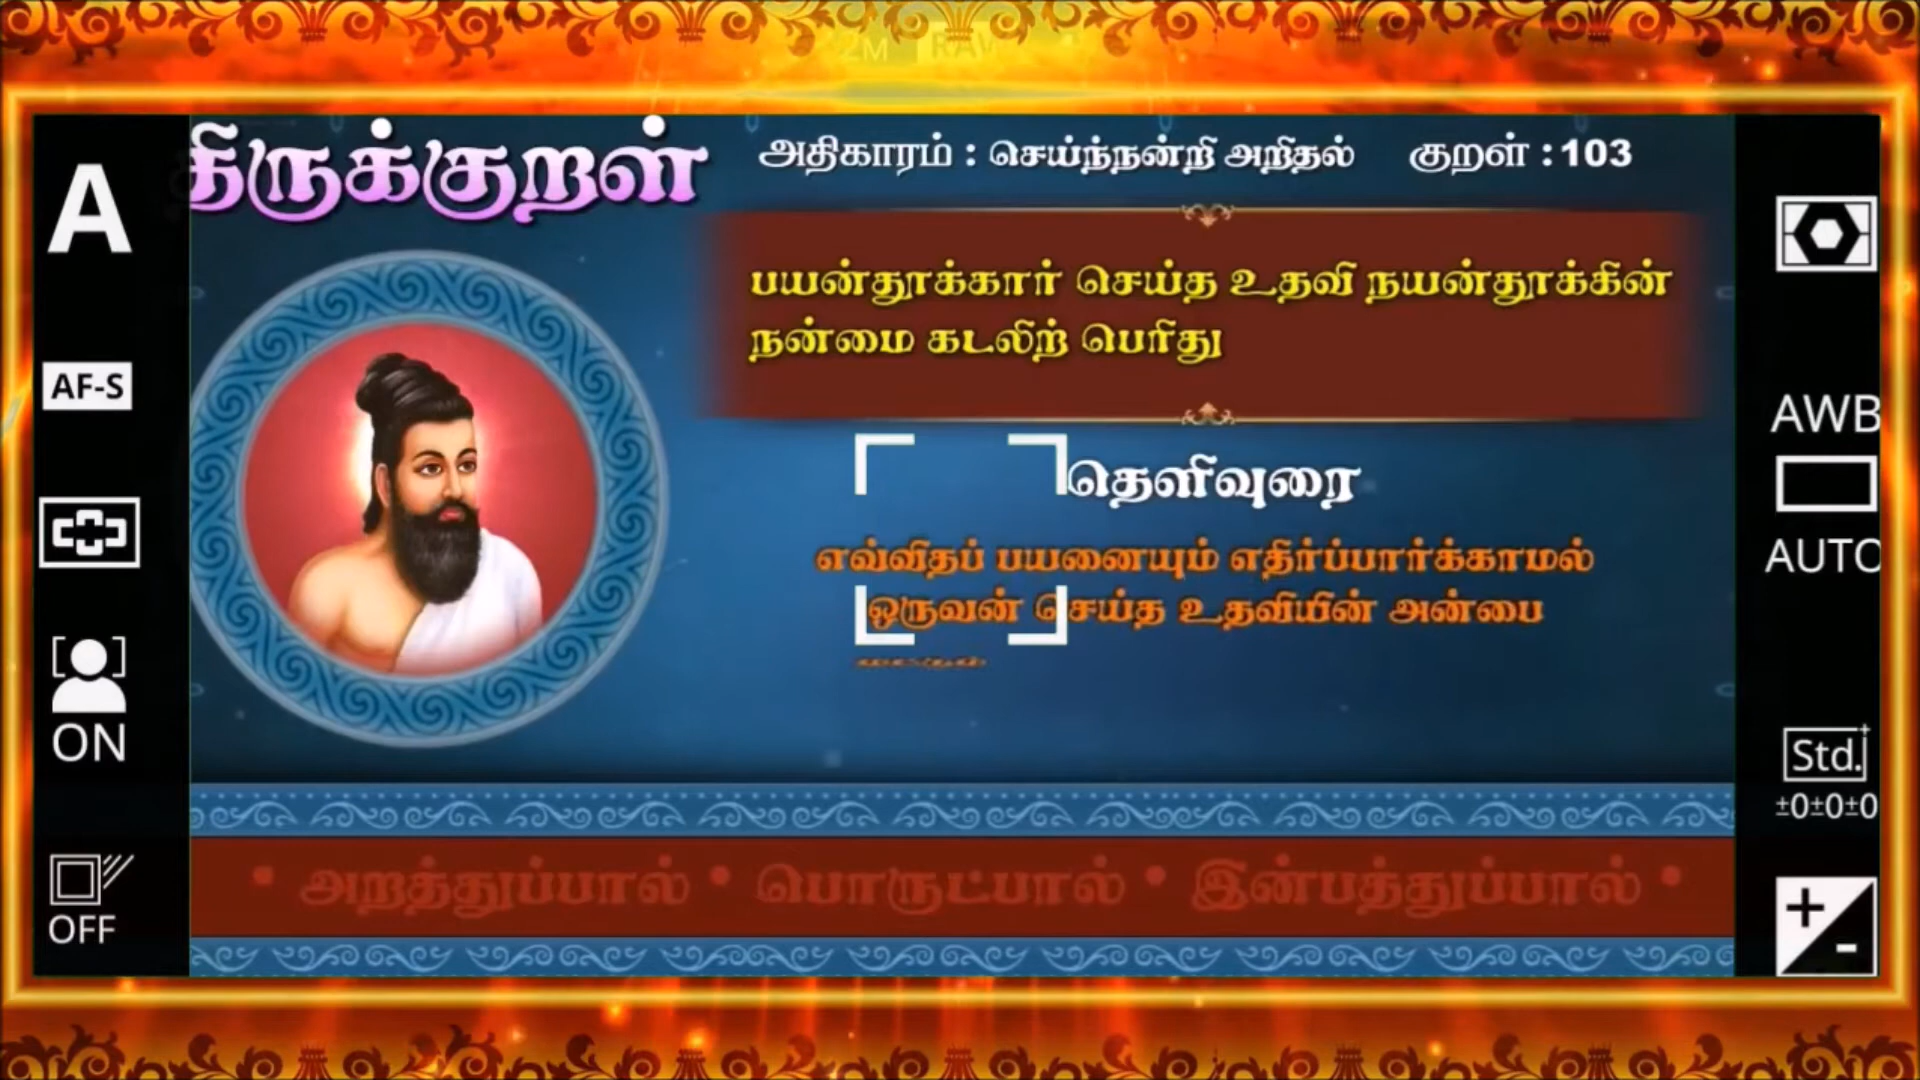 திருக்குறள்
அதிகாரம் : செய்ந்நன்றி அறிதல் குறள் : 103
பயன்தூக்கார் செய்த உதவி நயன்தூக்கின்
நன்மை கடலிற் பெரிது
தெளிவுரை
எவ்விதப் பயனையும் எதிர்ப்பார்க்காமல்
ஒருவன் செய்த உதவியின் அன்பை
• அறத்துப்பால் • பொருட்பால் • இன்பத்துப்பால் •
A
AF-S
ON
OFF
AWB
AUTO
Std.
±0±0±0